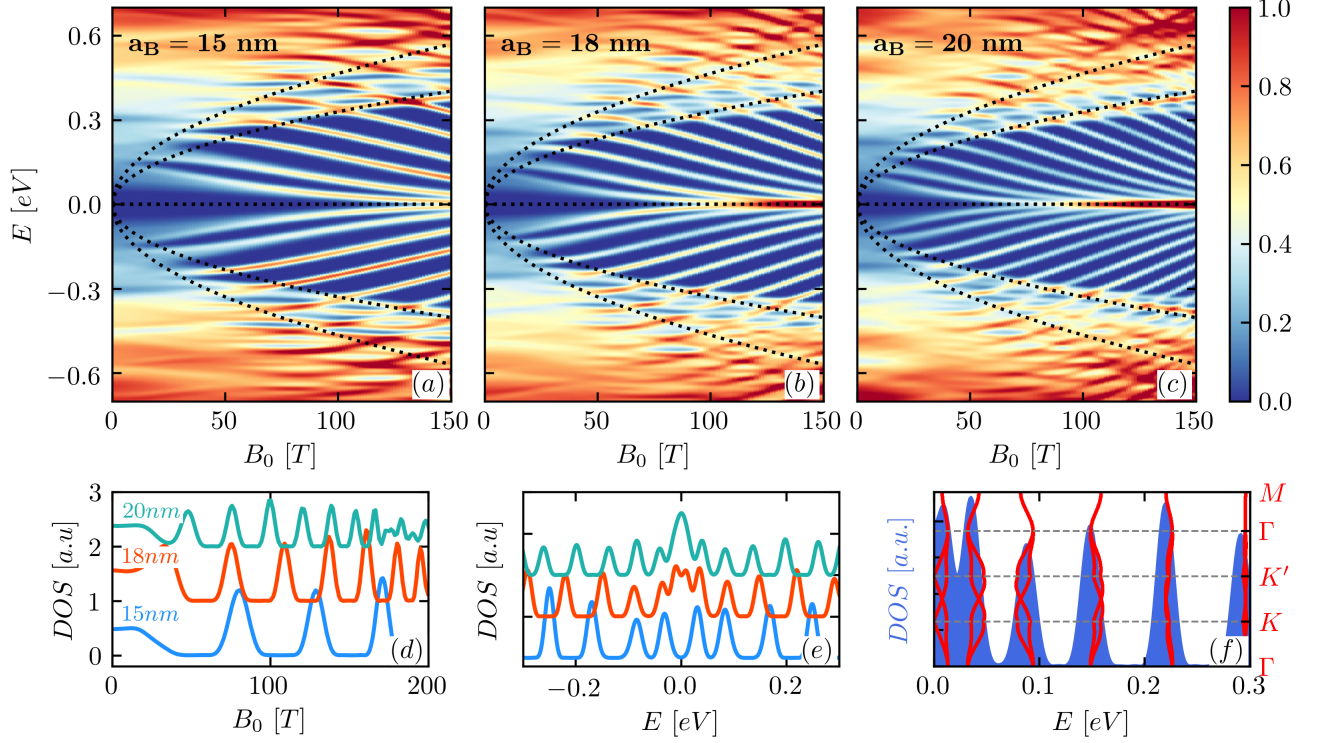 a_B = 15 nm
a_B = 18 nm
a_B = 20 nm
E [eV]
0.6
0.3
0.0
−0.3
−0.6
(a)
(b)
(c)
1.0
0.8
0.6
0.4
0.2
0.0
0 50 100 150
0 50 100 150
0 50 100 150
B_0 [T]
B_0 [T]
B_0 [T]
DOS [a.u]
3
2
1
0
20nm
18nm
15nm
(d)
0 100 200
B_0 [T]
DOS [a.u]
(e)
−0.2 0.0 0.2
E [eV]
DOS [a.u.]
M
Γ
K′
K
Γ
(f)
0.0 0.1 0.2 0.3
E [eV]